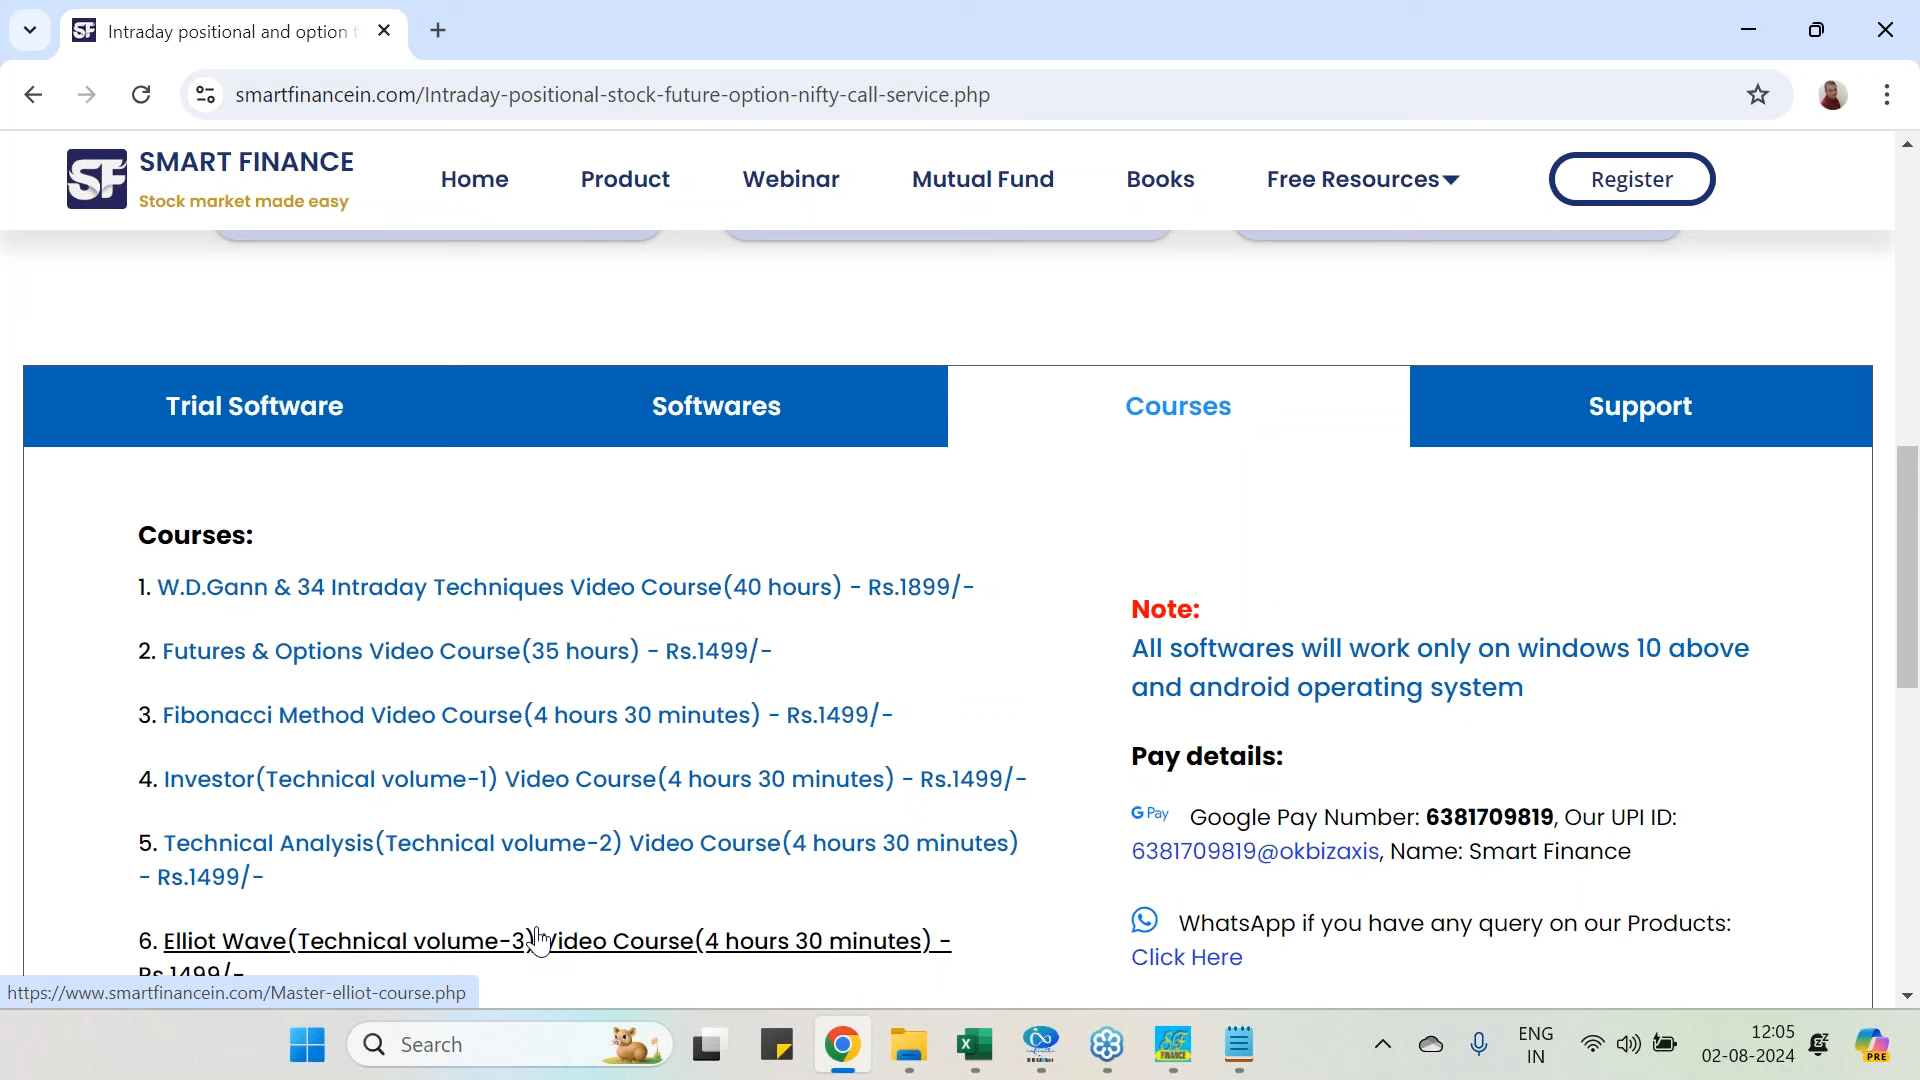 Intraday positional and option t
smartfinancein.com/Intraday-positional-stock-future-option-nifty-call-service.php
SF
SMART FINANCE
Stock market made easy
Home
Product
Webinar
Mutual Fund
Books
Free Resources
Register
Trial Software
Softwares
Courses
Support
Courses:
1. W.D.Gann & 34 Intraday Techniques Video Course(40 hours) - Rs.1899/-
2. Futures & Options Video Course(35 hours) - Rs.1499/-
3. Fibonacci Method Video Course(4 hours 30 minutes) - Rs.1499/-
4. Investor(Technical volume-1) Video Course(4 hours 30 minutes) - Rs.1499/-
5. Technical Analysis(Technical volume-2) Video Course(4 hours 30 minutes)
- Rs.1499/-
6. Elliot Wave(Technical volume-3) Video Course(4 hours 30 minutes) -
Rs.1499/-
Note:
All softwares will work only on windows 10 above
and android operating system
Pay details:
G Pay Google Pay Number: 6381709819, Our UPI ID:
6381709819@okbizaxis, Name: Smart Finance
WhatsApp if you have any query on our Products:
Click Here
https://www.smartfinancein.com/Master-elliot-course.php
Search
SGF
FINANCE
ENG
IN
12:05
02-08-2024
PRE